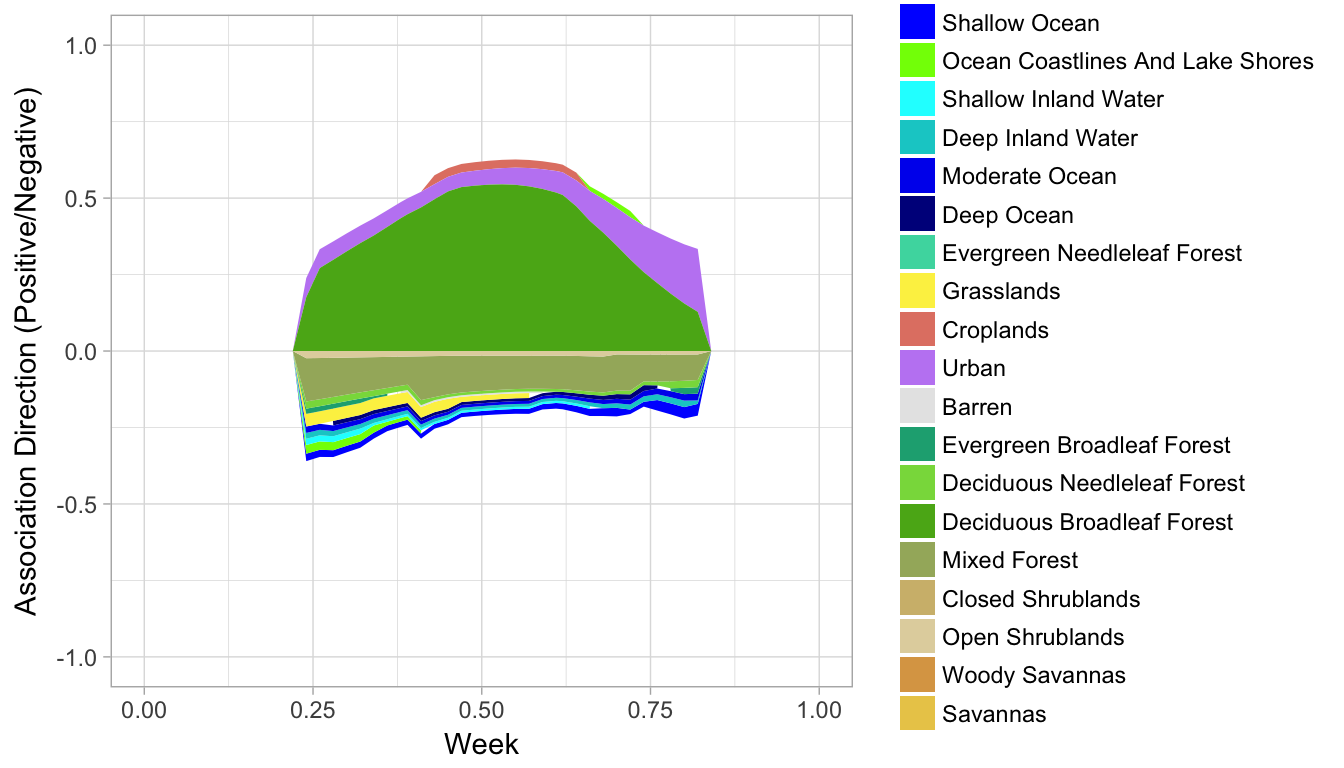 Association Direction (Positive/Negative)
1.0
0.5
0.0
-0.5
-1.0
0.00
0.25
0.50
0.75
1.00
Week
Shallow Ocean
Ocean Coastlines And Lake Shores
Shallow Inland Water
Deep Inland Water
Moderate Ocean
Deep Ocean
Evergreen Needleleaf Forest
Grasslands
Croplands
Urban
Barren
Evergreen Broadleaf Forest
Deciduous Needleleaf Forest
Deciduous Broadleaf Forest
Mixed Forest
Closed Shrublands
Open Shrublands
Woody Savannas
Savannas